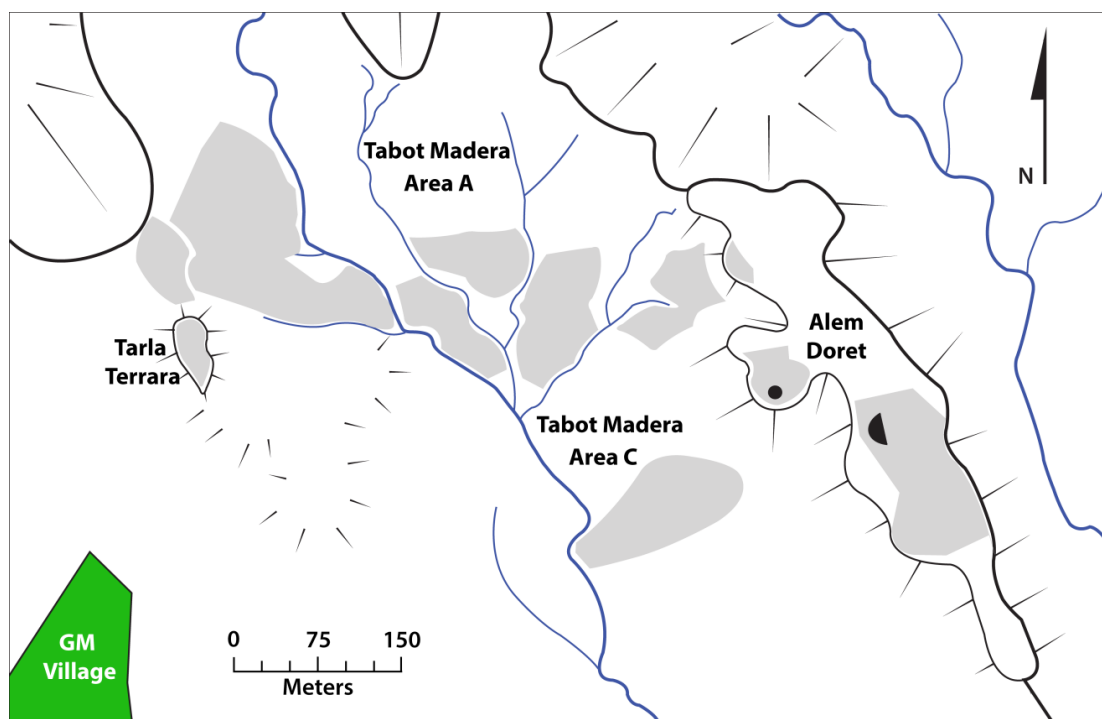 Tabot Madera
Area A
N
Alem
Doret
Tarla
Terrara
Tabot Madera
Area C
GM
Village
0 75 150
Meters